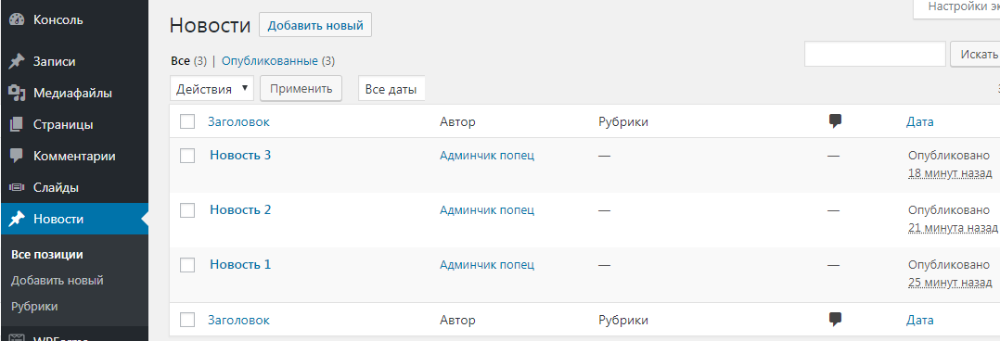 Консоль
Записи
Медиафайлы
Страницы
Комментарии
Слайды
Новости
Все позиции
Добавить новый
Рубрики
WPForms
Настройки эк
Новости Добавить новый
Все (3) | Опубликованные (3)
Искать
Действия Применить Все даты
Заголовок Автор Рубрики Дата
Новость 3 Админчик попец — — Опубликовано
18 минут назад
Новость 2 Админчик попец — — Опубликовано
21 минута назад
Новость 1 Админчик попец — — Опубликовано
25 минут назад
Заголовок Автор Рубрики Дата